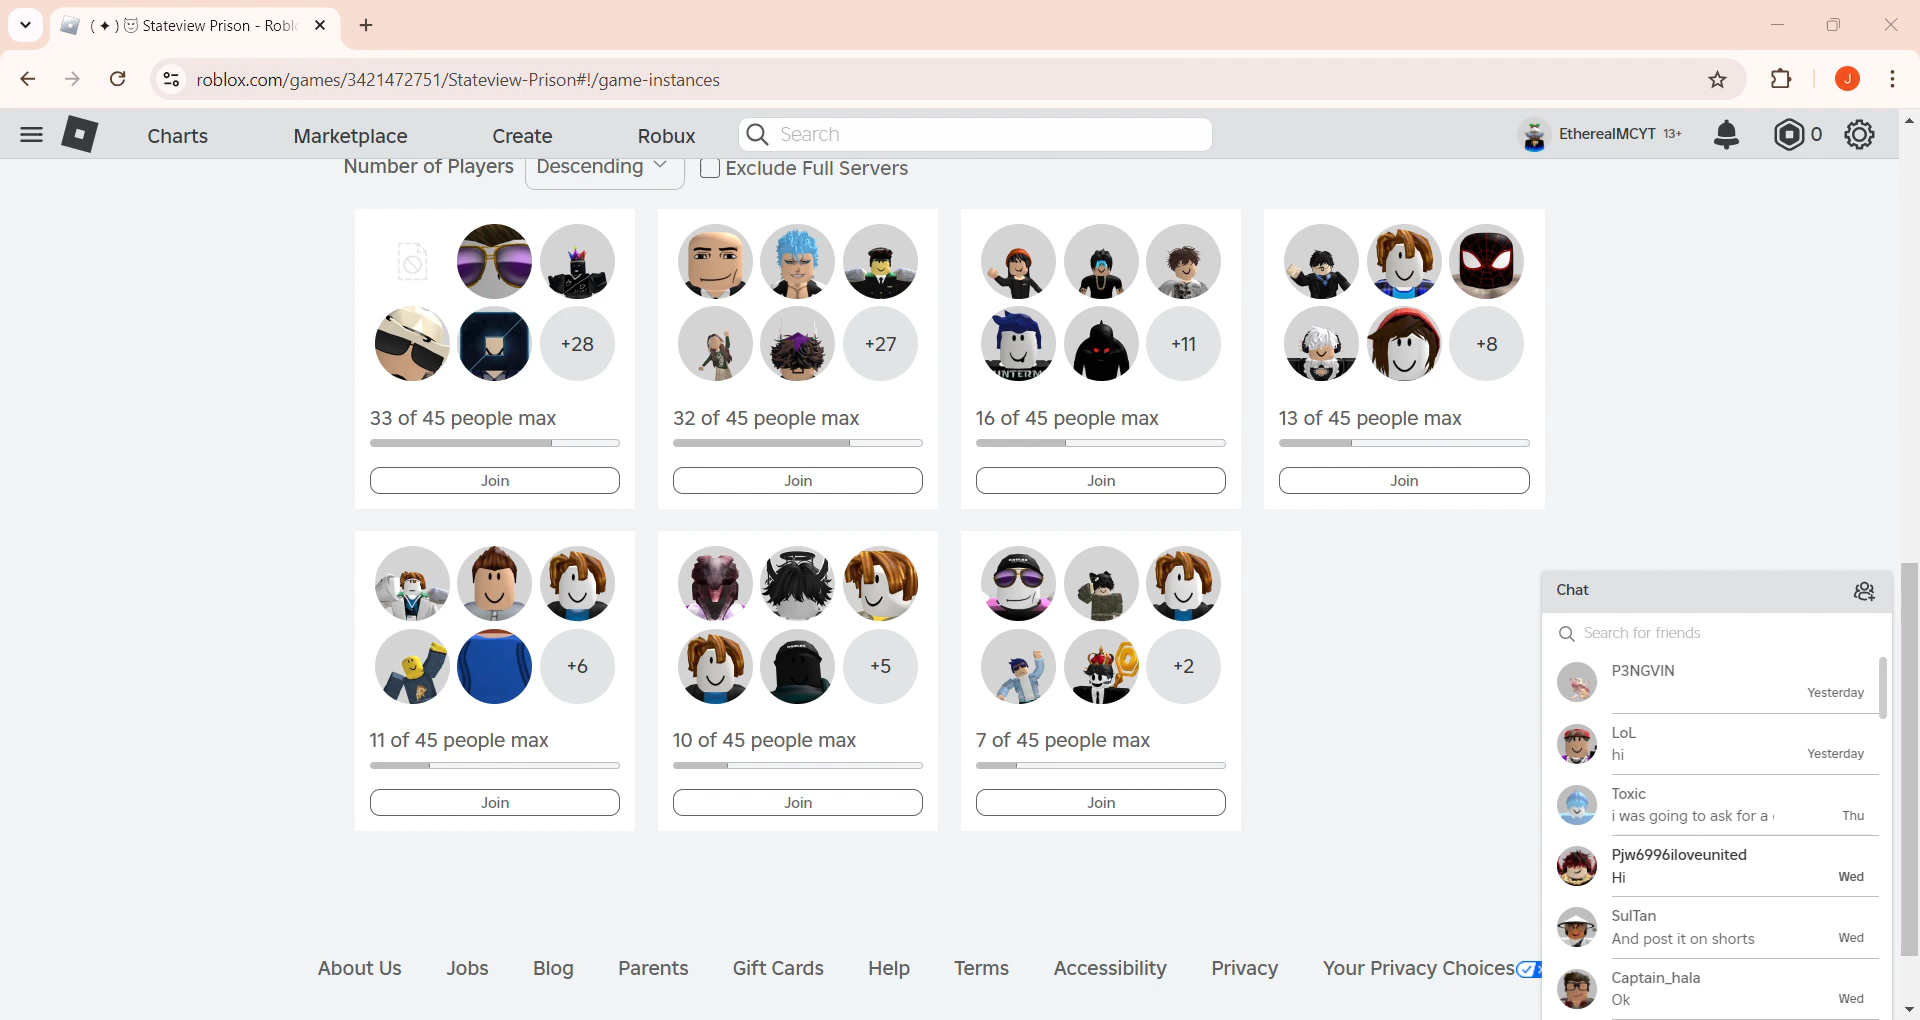 ( ✦ ) 😈 Stateview Prison - Robl
roblox.com/games/3421472751/Stateview-Prison#!/game-instances
J
Charts
Marketplace
Create
Robux
Search
EtherealMCYT 13+
0
Number of Players
Descending
Exclude Full Servers
+28
33 of 45 people max
Join
+27
32 of 45 people max
Join
UNTERM
+11
16 of 45 people max
Join
+8
13 of 45 people max
Join
+6
11 of 45 people max
Join
+5
10 of 45 people max
Join
+2
7 of 45 people max
Join
Chat
Search for friends
P3NGVIN
Yesterday
LoL
hi Yesterday
Toxic
i was going to ask for a Thu
Pjw6996iloveunited
Hi Wed
SulTan
And post it on shorts Wed
Captain_hala
Ok Wed
About Us
Jobs
Blog
Parents
Gift Cards
Help
Terms
Accessibility
Privacy
Your Privacy Choices